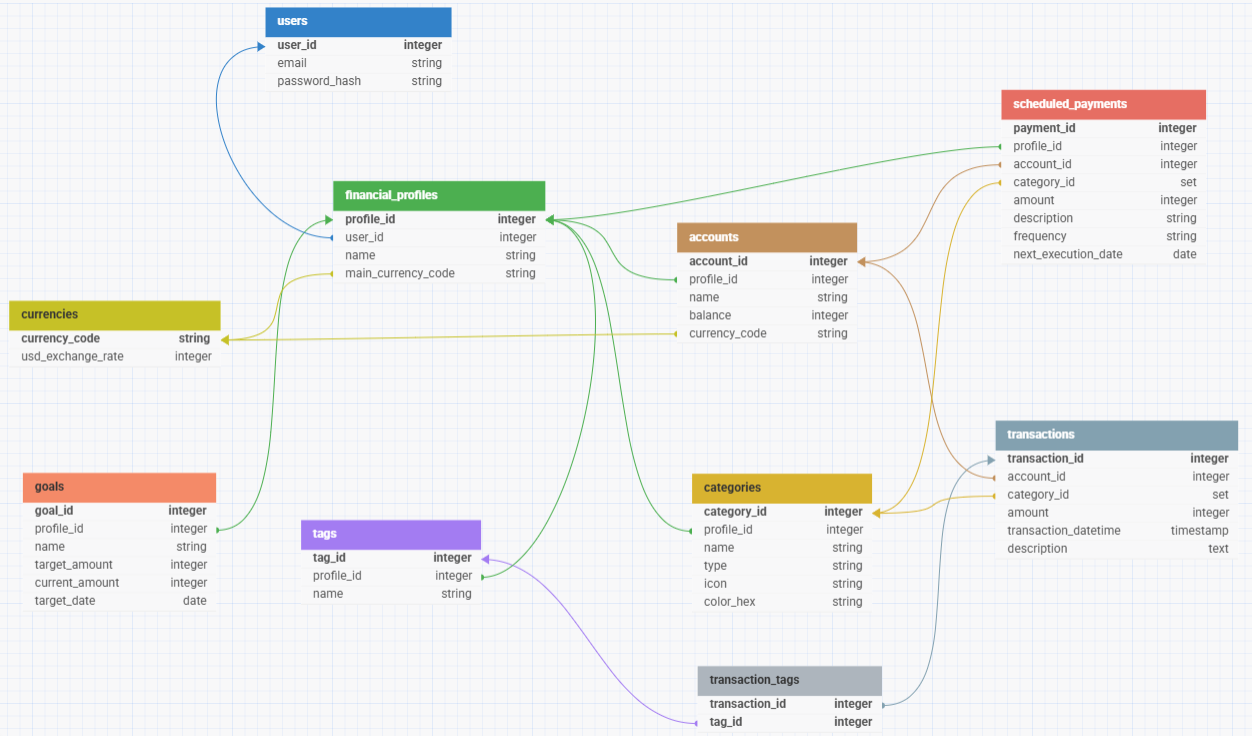 users
user_id integer
email string
password_hash string
scheduled_payments
payment_id integer
profile_id integer
account_id integer
category_id set
amount integer
description string
frequency string
next_execution_date date
financial_profiles
profile_id integer
user_id integer
name string
main_currency_code string
accounts
account_id integer
profile_id integer
name string
balance integer
currency_code string
currencies
currency_code string
usd_exchange_rate integer
transactions
transaction_id integer
account_id integer
category_id set
amount integer
transaction_datetime timestamp
description text
goals
goal_id integer
profile_id integer
name string
target_amount integer
current_amount integer
target_date date
tags
tag_id integer
profile_id integer
name string
categories
category_id integer
profile_id integer
name string
type string
icon string
color_hex string
transaction_tags
transaction_id integer
tag_id integer